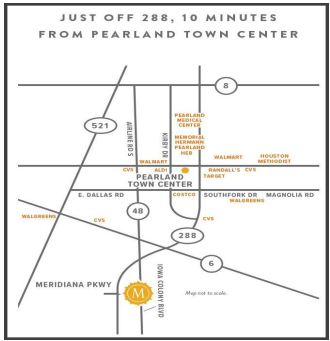 JUST OFF 288, 10 MINUTES
FROM PEARLAND TOWN CENTER
8
521
AIRLINE RD S
KIRBY DR
PEARLAND
MEDICAL
CENTER
MEMORIAL
HERMANN
PEARLAND
HEB
WALMART
WALMART
HOUSTON
METHODIST
CVS
ALDI
RANDALL'S
CVS
TARGET
PEARLAND
TOWN CENTER
E. DALLAS RD
COSTCO
SOUTHFORK DR
MAGNOLIA RD
WALGREENS
WALGREENS
CVS
48
CVS
288
6
MERIDIANA PKWY
M
IOWA COLONY BLVD
Map not to scale.